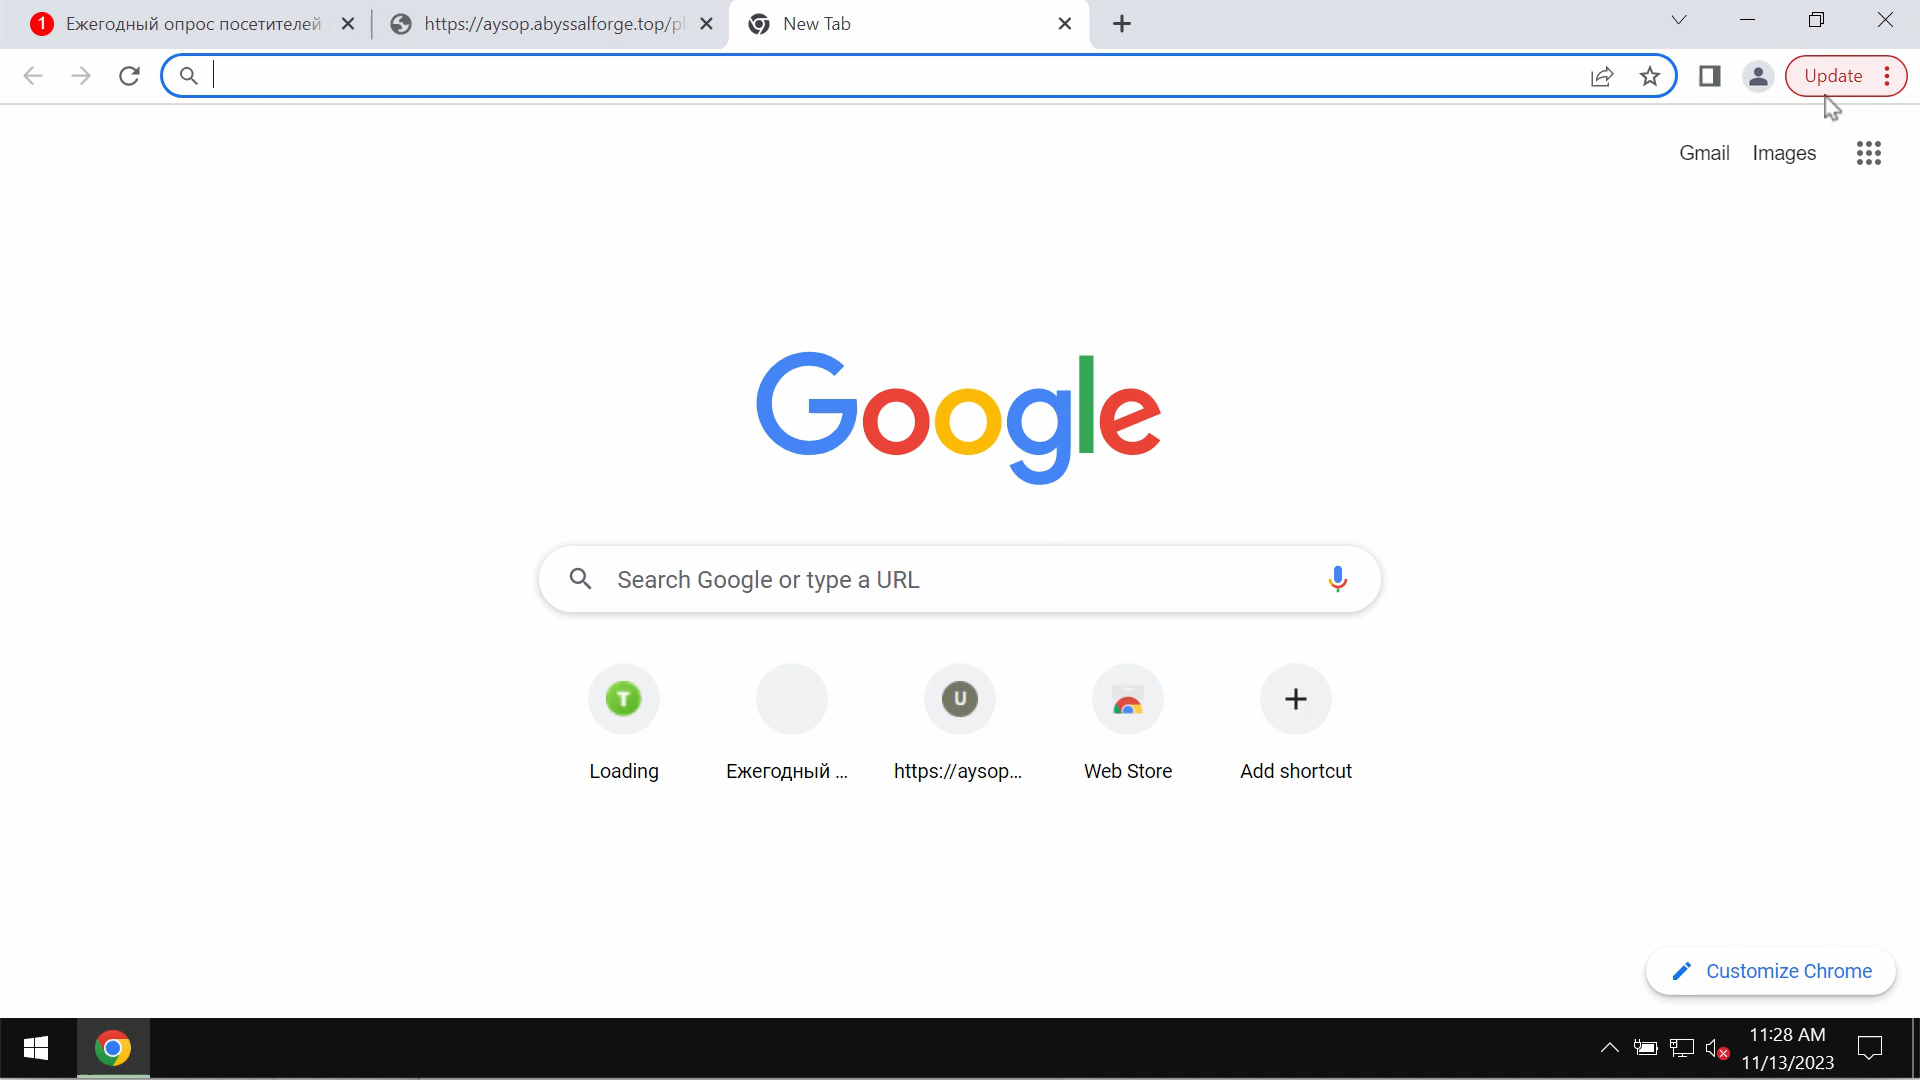 1 Ежегодный опрос посетителей
https://aysop.abyssalforge.top/pl
New Tab
Update
Gmail
Images
Google
Search Google or type a URL
T
U
Loading
Ежегодный ...
https://aysop...
Web Store
Add shortcut
Customize Chrome
11:28 AM
11/13/2023